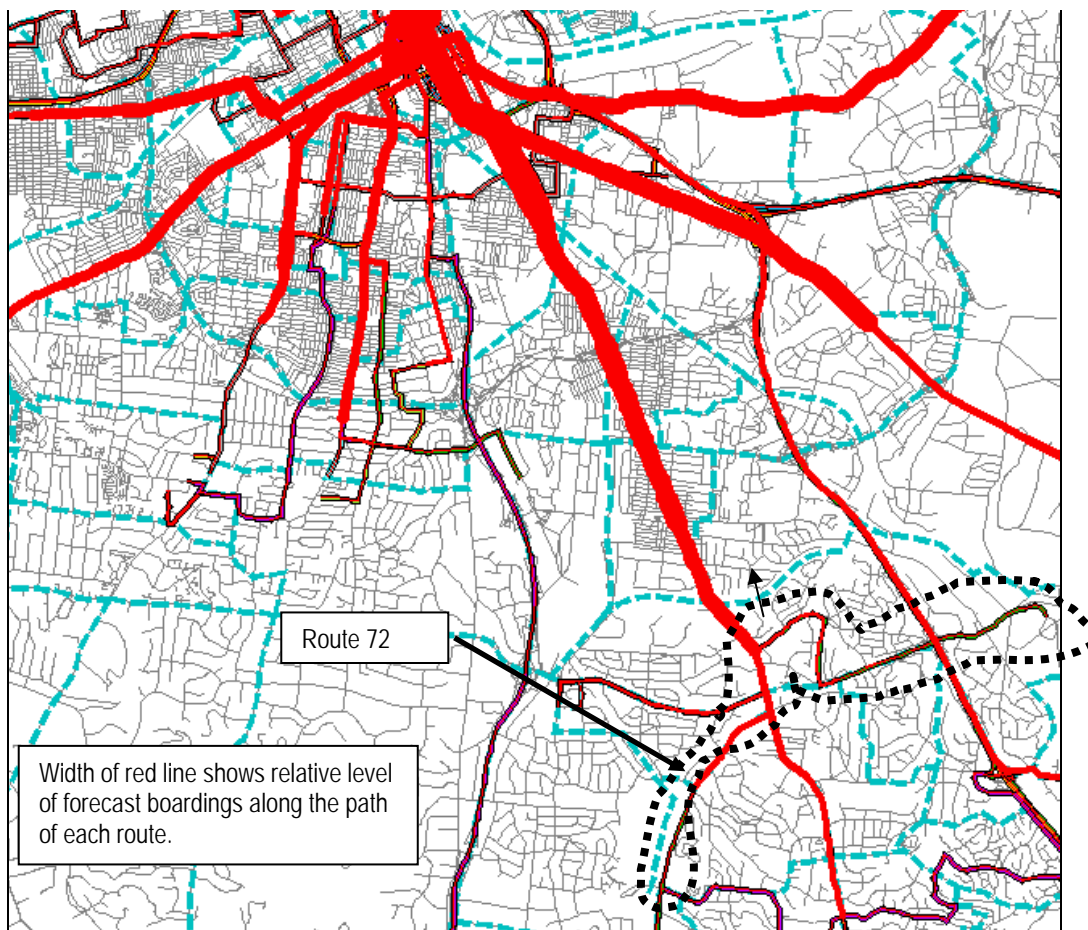 Route 72
Width of red line shows relative level
of forecast boardings along the path
of each route.